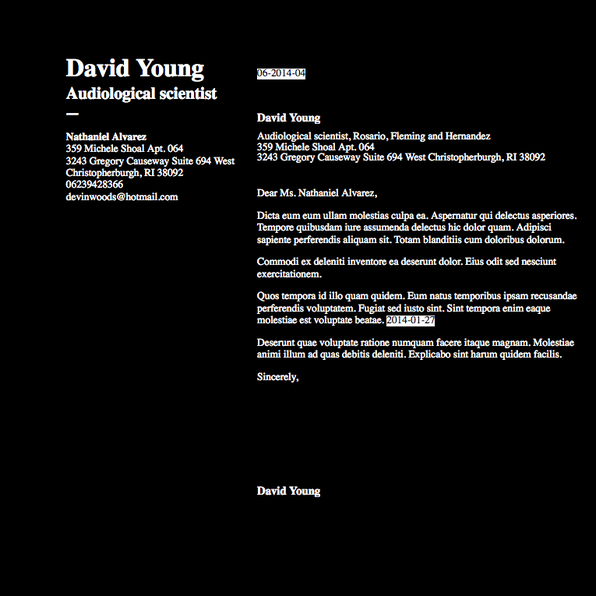 David Young
Audiological scientist
—
Nathaniel Alvarez
359 Michele Shoal Apt. 064
3243 Gregory Causeway Suite 694 West
Christopherburgh, RI 38092
06239428366
devinwoods@hotmail.com
06-2014-04
David Young
Audiological scientist, Rosario, Fleming and Hernandez
359 Michele Shoal Apt. 064
3243 Gregory Causeway Suite 694 West Christopherburgh, RI 38092
Dear Ms. Nathaniel Alvarez,
Dicta eum eum ullam molestias culpa ea. Aspernatur qui delectus asperiores.
Tempore quibusdam iure assumenda delectus hic dolor quam. Adipisci
sapiente perferendis aliquam sit. Totam blanditiis cum doloribus dolorum.
Commodi ex deleniti inventore ea deserunt dolor. Eius odit sed nesciunt
exercitationem.
Quos tempora id illo quam quidem. Eum natus temporibus ipsam recusandae
perferendis voluptatem. Fugiat sed iusto sint. Sint tempora enim eaque
molestiae est voluptate beatae. 2014-01-27
Deserunt quae voluptate ratione numquam facere itaque magnam. Molestiae
animi illum ad quas debitis deleniti. Explicabo sint harum quidem facilis.
Sincerely,
David Young